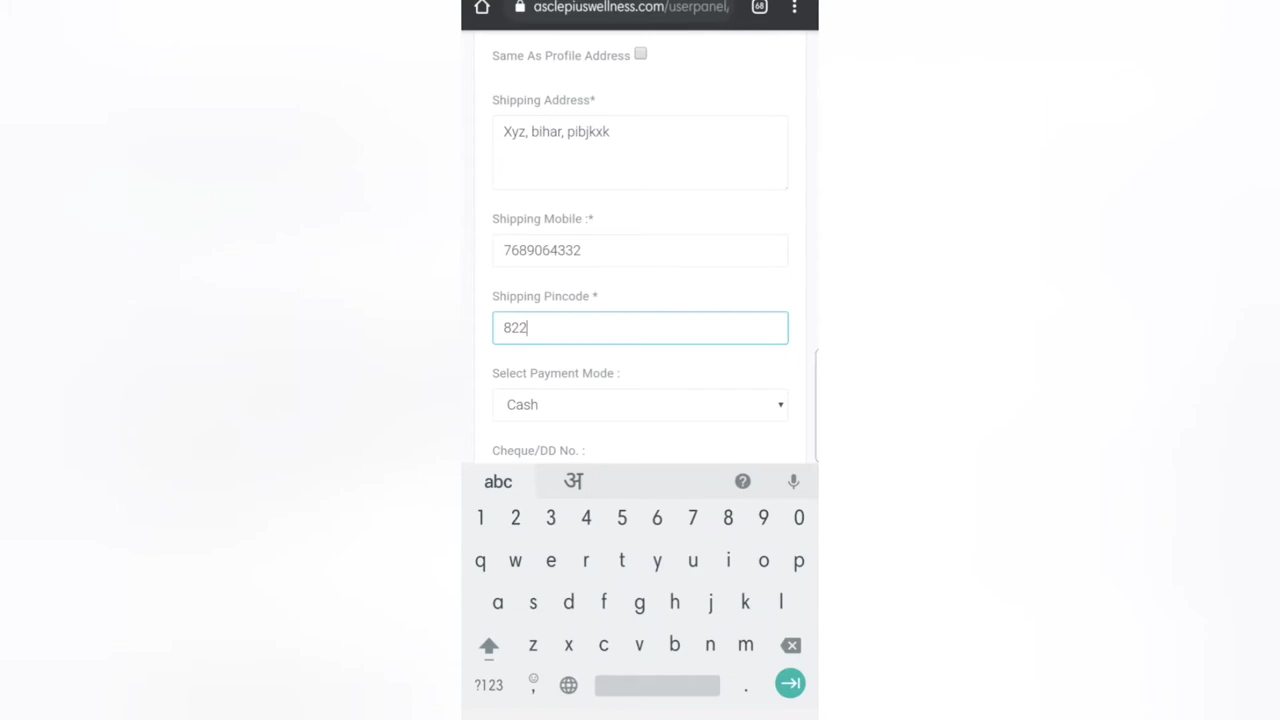 asclepiuswellness.com/userpanel/
68
Same As Profile Address
Shipping Address*
Xyz, bihar, pibjkxk
Shipping Mobile :*
7689064332
Shipping Pincode *
822
Select Payment Mode :
Cash
Cheque/DD No. :
abc अ ?
1 2 3 4 5 6 7 8 9 0
q w e r t y u i o p
a s d f g h j k l
z x c v b n m
?123 , .